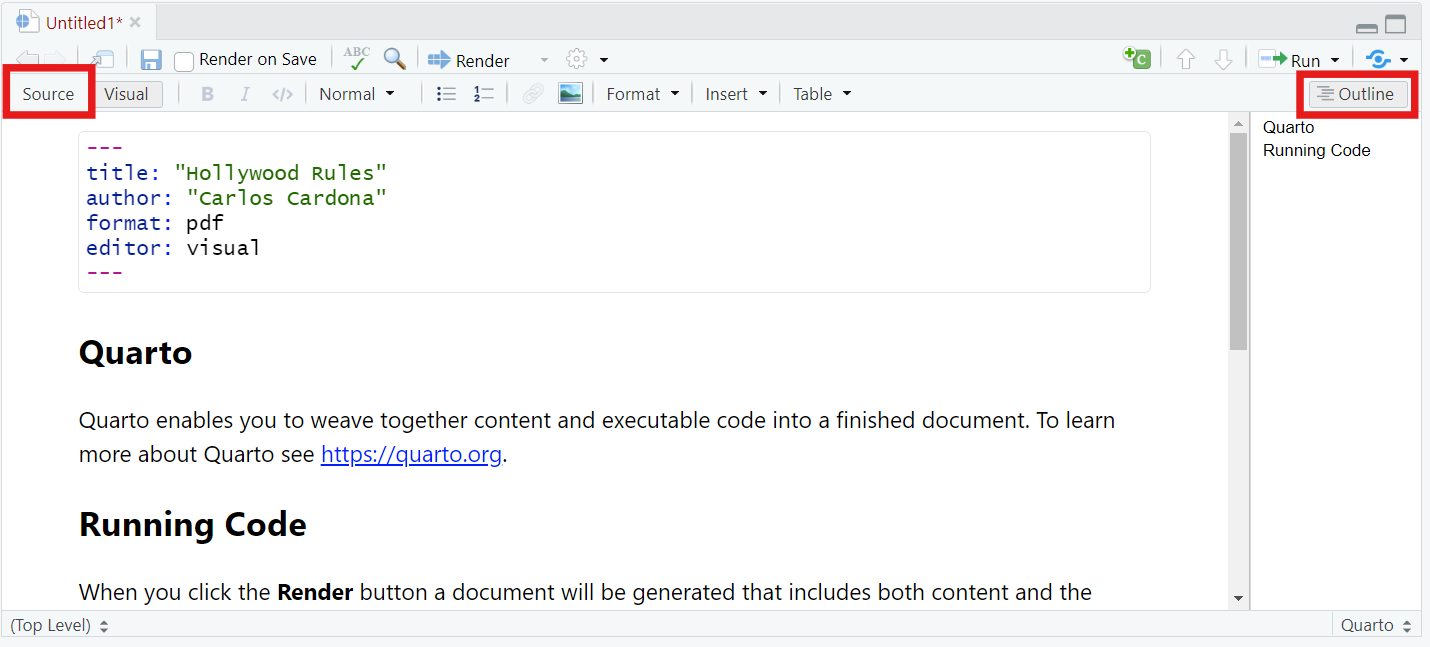 Untitled1*
Render on Save ABC Render C Run
Source Visual B I </> Normal 1 2 Format Insert Table Outline
---
title: "Hollywood Rules"
author: "Carlos Cardona"
format: pdf
editor: visual
---
Quarto
Running Code
Quarto
Quarto enables you to weave together content and executable code into a finished document. To learn
more about Quarto see https://quarto.org.
Running Code
When you click the Render button a document will be generated that includes both content and the
(Top Level) Quarto